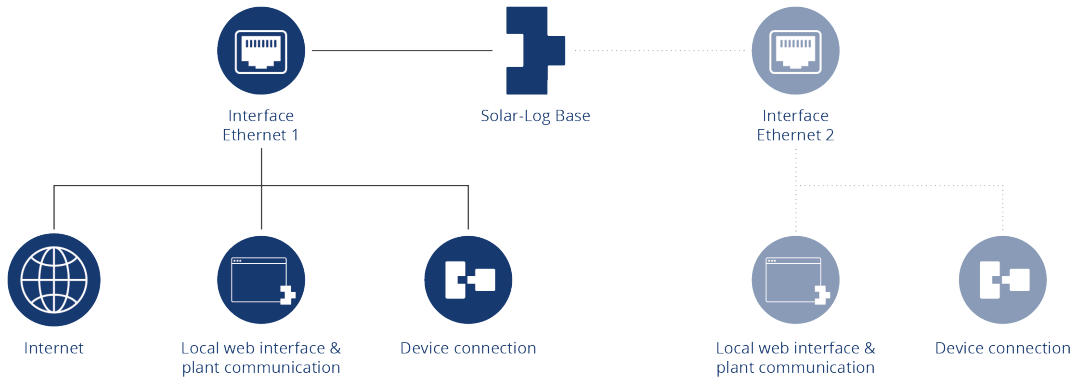 Interface
Ethernet 1
Solar-Log Base
Interface
Ethernet 2
Internet
Local web interface &
plant communication
Device connection
Local web interface &
plant communication
Device connection